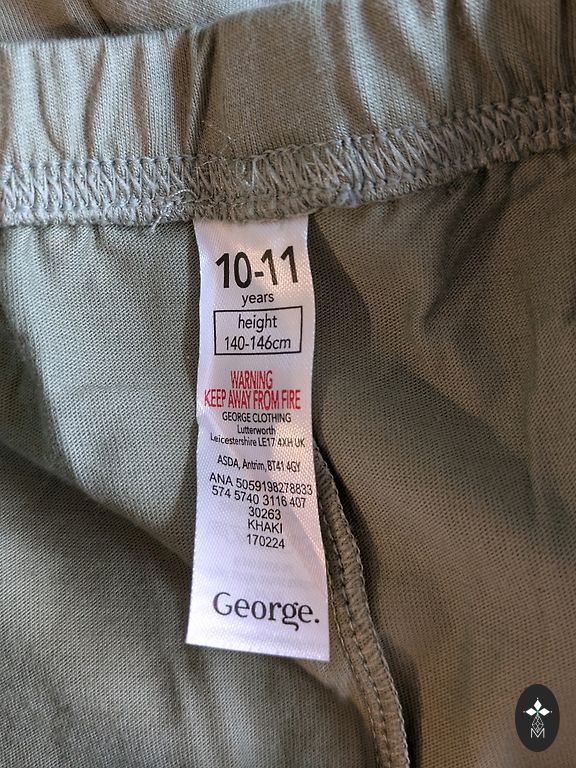 10-11
years
height
140-146cm
WARNING
KEEP AWAY FROM FIRE
GEORGE CLOTHING
Lutterworth
Leicestershire LE17 4XH UK
ASDA, Antrim, BT41 4GY
ANA 5059198278833
574 5740 3116 407
30263
KHAKI
170224
George.
M